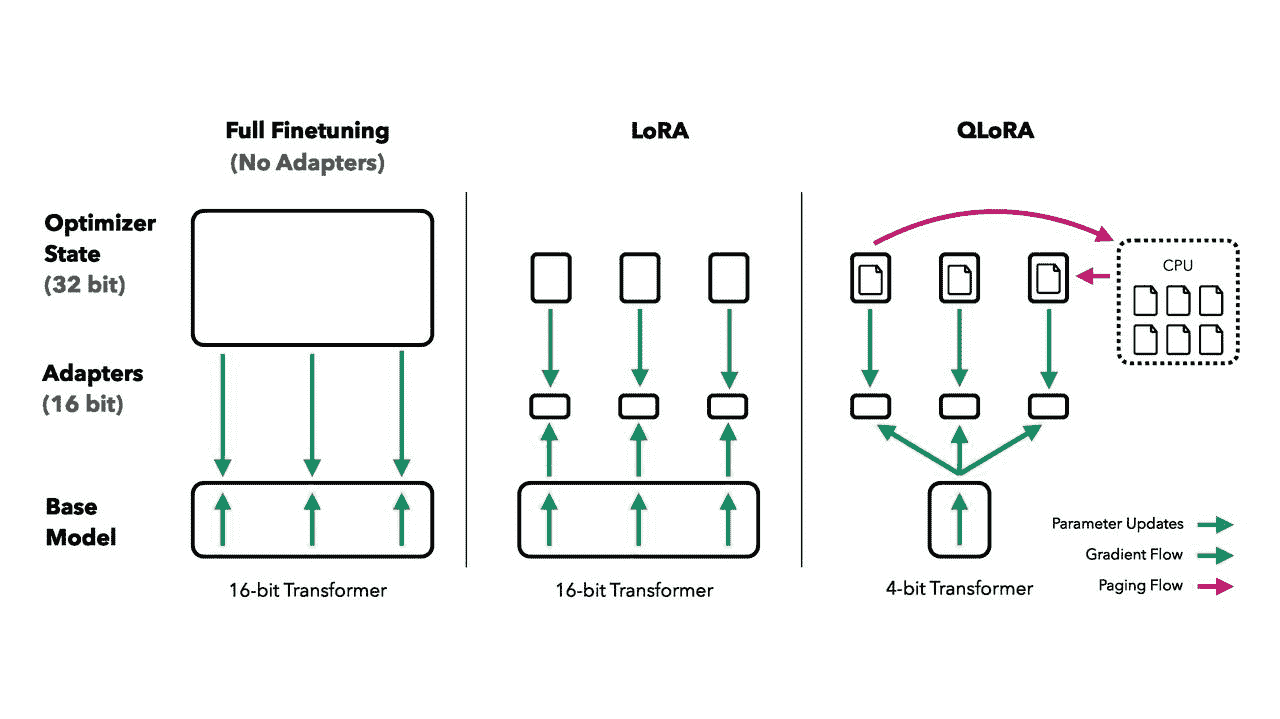 Full Finetuning
(No Adapters)
LoRA
QLoRA
Optimizer
State
(32 bit)
CPU
Adapters
(16 bit)
Base
Model
Parameter Updates
Gradient Flow
Paging Flow
16-bit Transformer
16-bit Transformer
4-bit Transformer